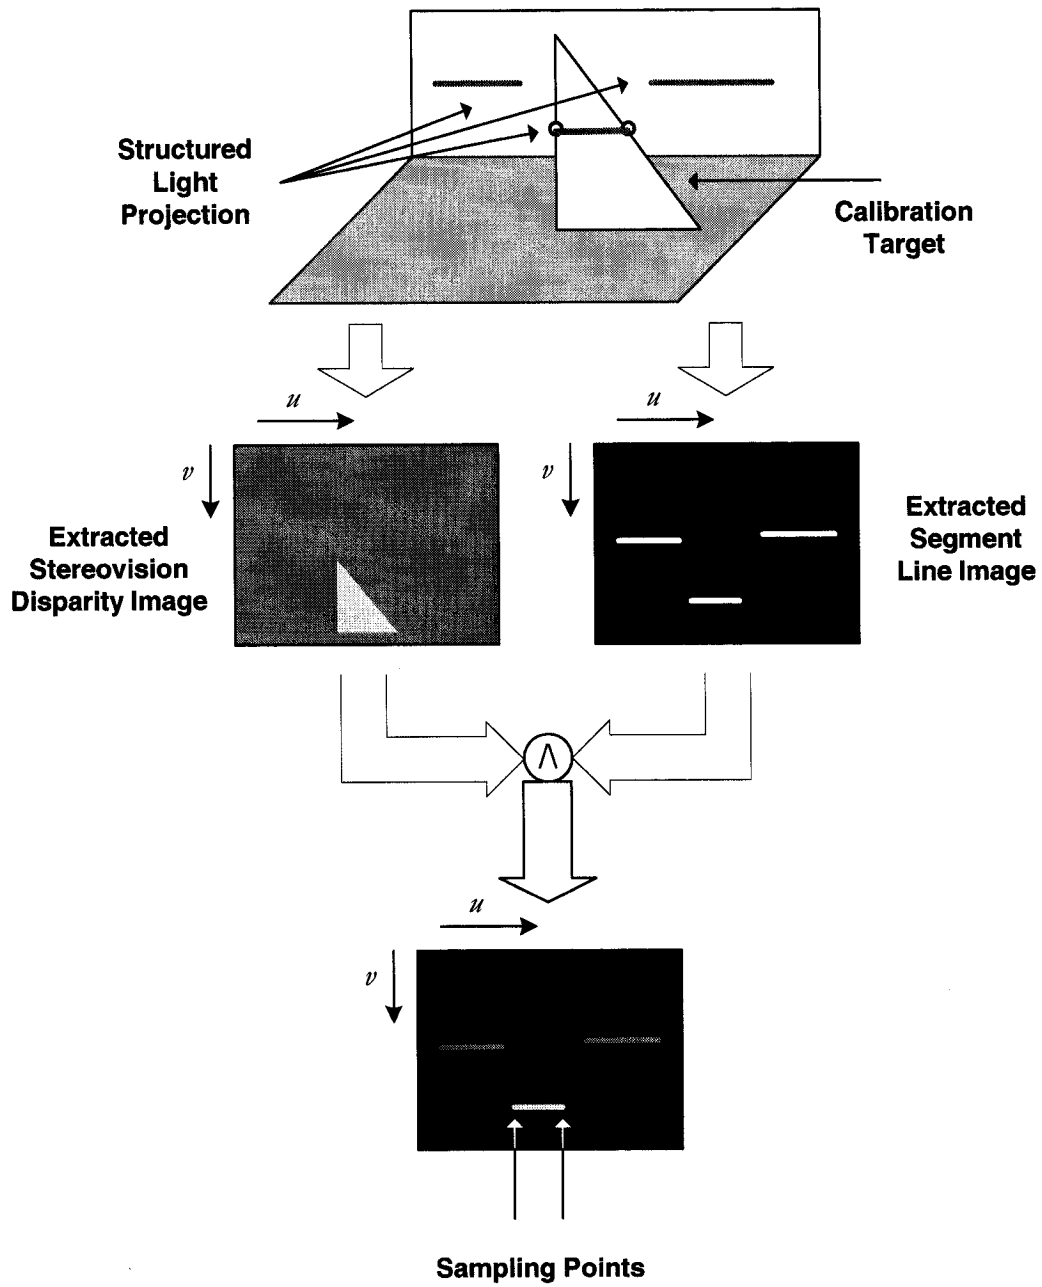 Structured
Light
Projection
Calibration
Target
u
u
v
v
Extracted
Stereovision
Disparity Image
Extracted
Segment
Line Image
Λ
u
v
Sampling Points